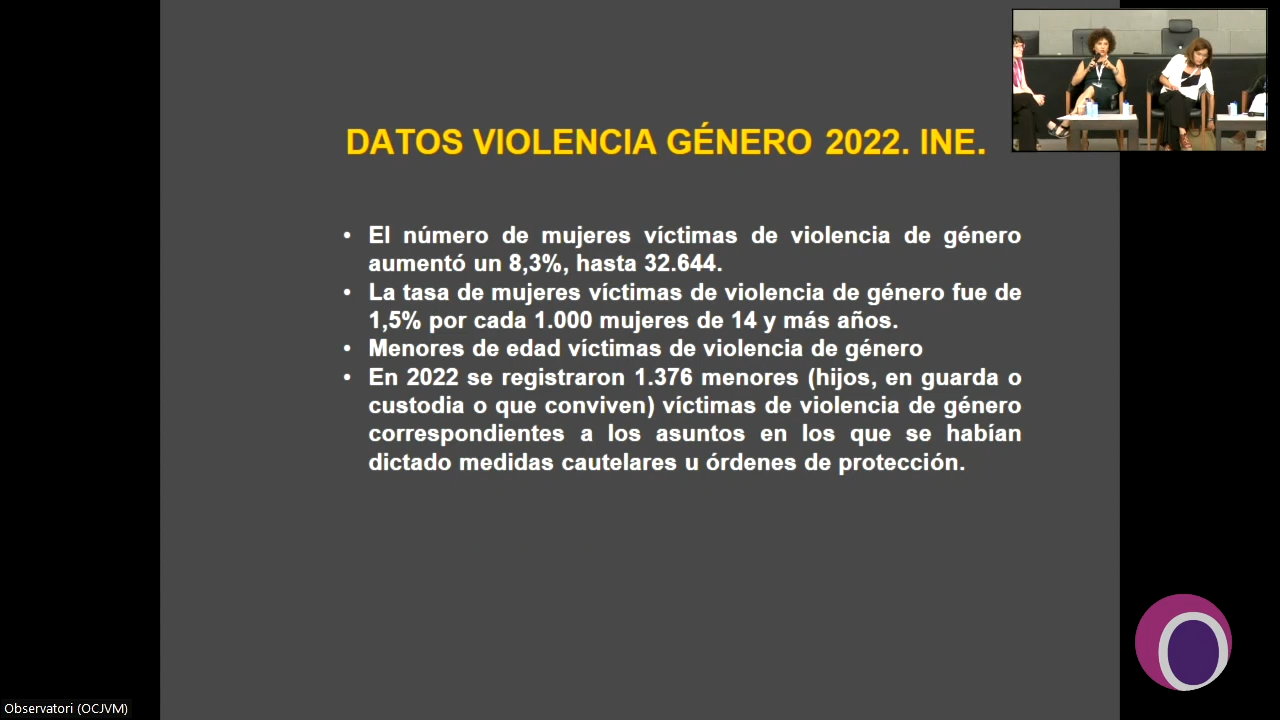 DATOS VIOLENCIA GÉNERO 2022. INE.
• El número de mujeres víctimas de violencia de género
aumentó un 8,3%, hasta 32.644.
• La tasa de mujeres víctimas de violencia de género fue de
1,5% por cada 1.000 mujeres de 14 y más años.
• Menores de edad víctimas de violencia de género
• En 2022 se registraron 1.376 menores (hijos, en guarda o
custodia o que conviven) víctimas de violencia de género
correspondientes a los asuntos en los que se habían
dictado medidas cautelares u órdenes de protección.
Observatori (OCJVM)